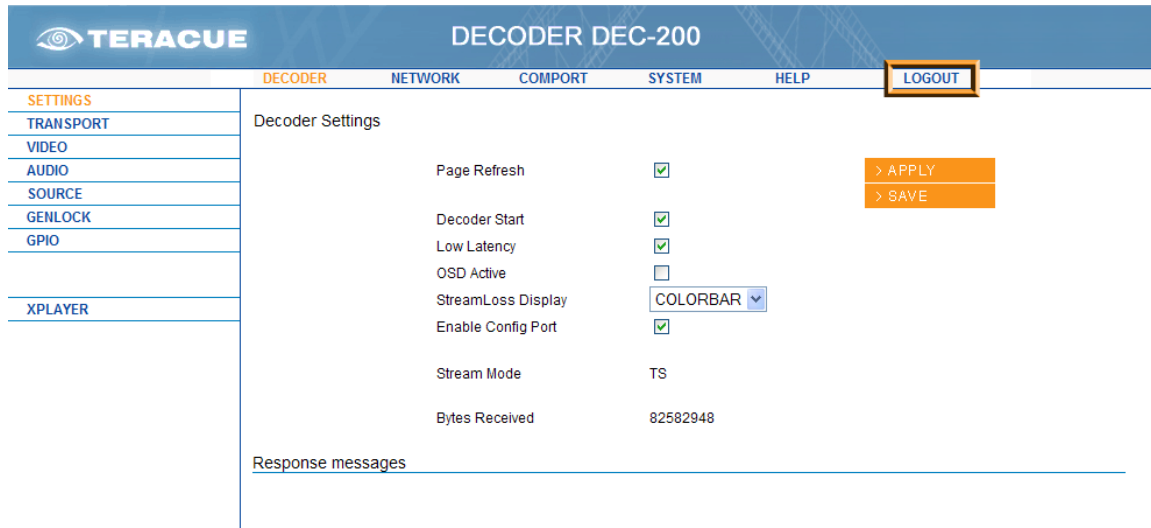 TERACUE
DECODER DEC-200
DECODER NETWORK COMPORT SYSTEM HELP LOGOUT
SETTINGS
TRANSPORT
VIDEO
AUDIO
SOURCE
GENLOCK
GPIO
XPLAYER
Decoder Settings
Page Refresh
> APPLY
> SAVE
Decoder Start
Low Latency
OSD Active
StreamLoss Display COLORBAR
Enable Config Port
Stream Mode TS
Bytes Received 82582948
Response messages